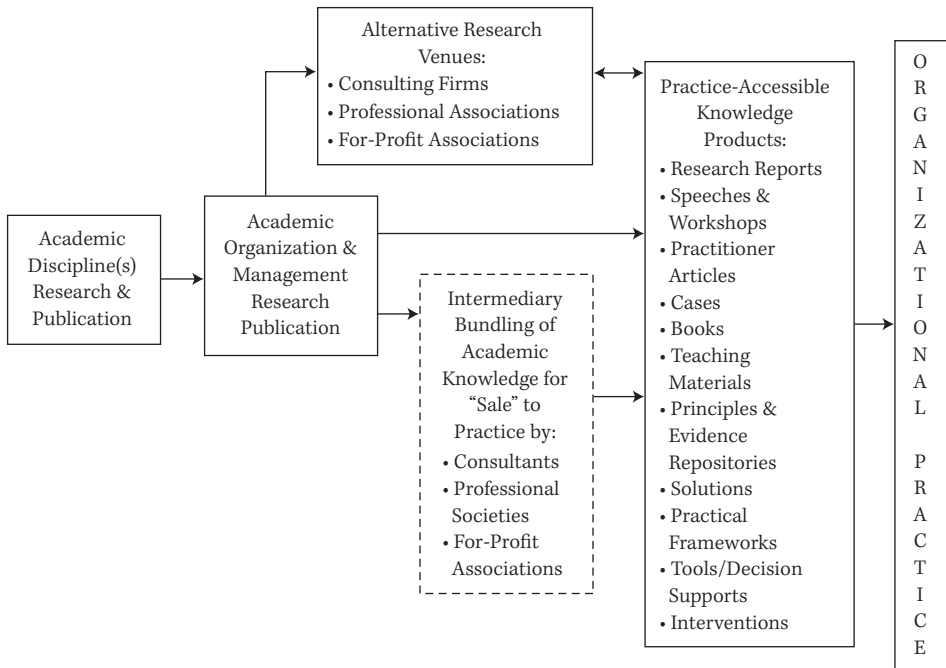 Academic
Discipline(s)
Research &
Publication
Academic
Organization &
Management
Research
Publication
Alternative Research
Venues:
• Consulting Firms
• Professional Associations
• For-Profit Associations
Intermediary
Bundling of
Academic
Knowledge for
“Sale” to
Practice by:
• Consultants
• Professional
Societies
• For-Profit
Associations
Practice-Accessible
Knowledge
Products:
• Research Reports
• Speeches &
Workshops
• Practitioner
Articles
• Cases
• Books
• Teaching
Materials
• Principles &
Evidence
Repositories
• Solutions
• Practical
Frameworks
• Tools/Decision
Supports
• Interventions
ORGANIZATIONAL PRACTICE